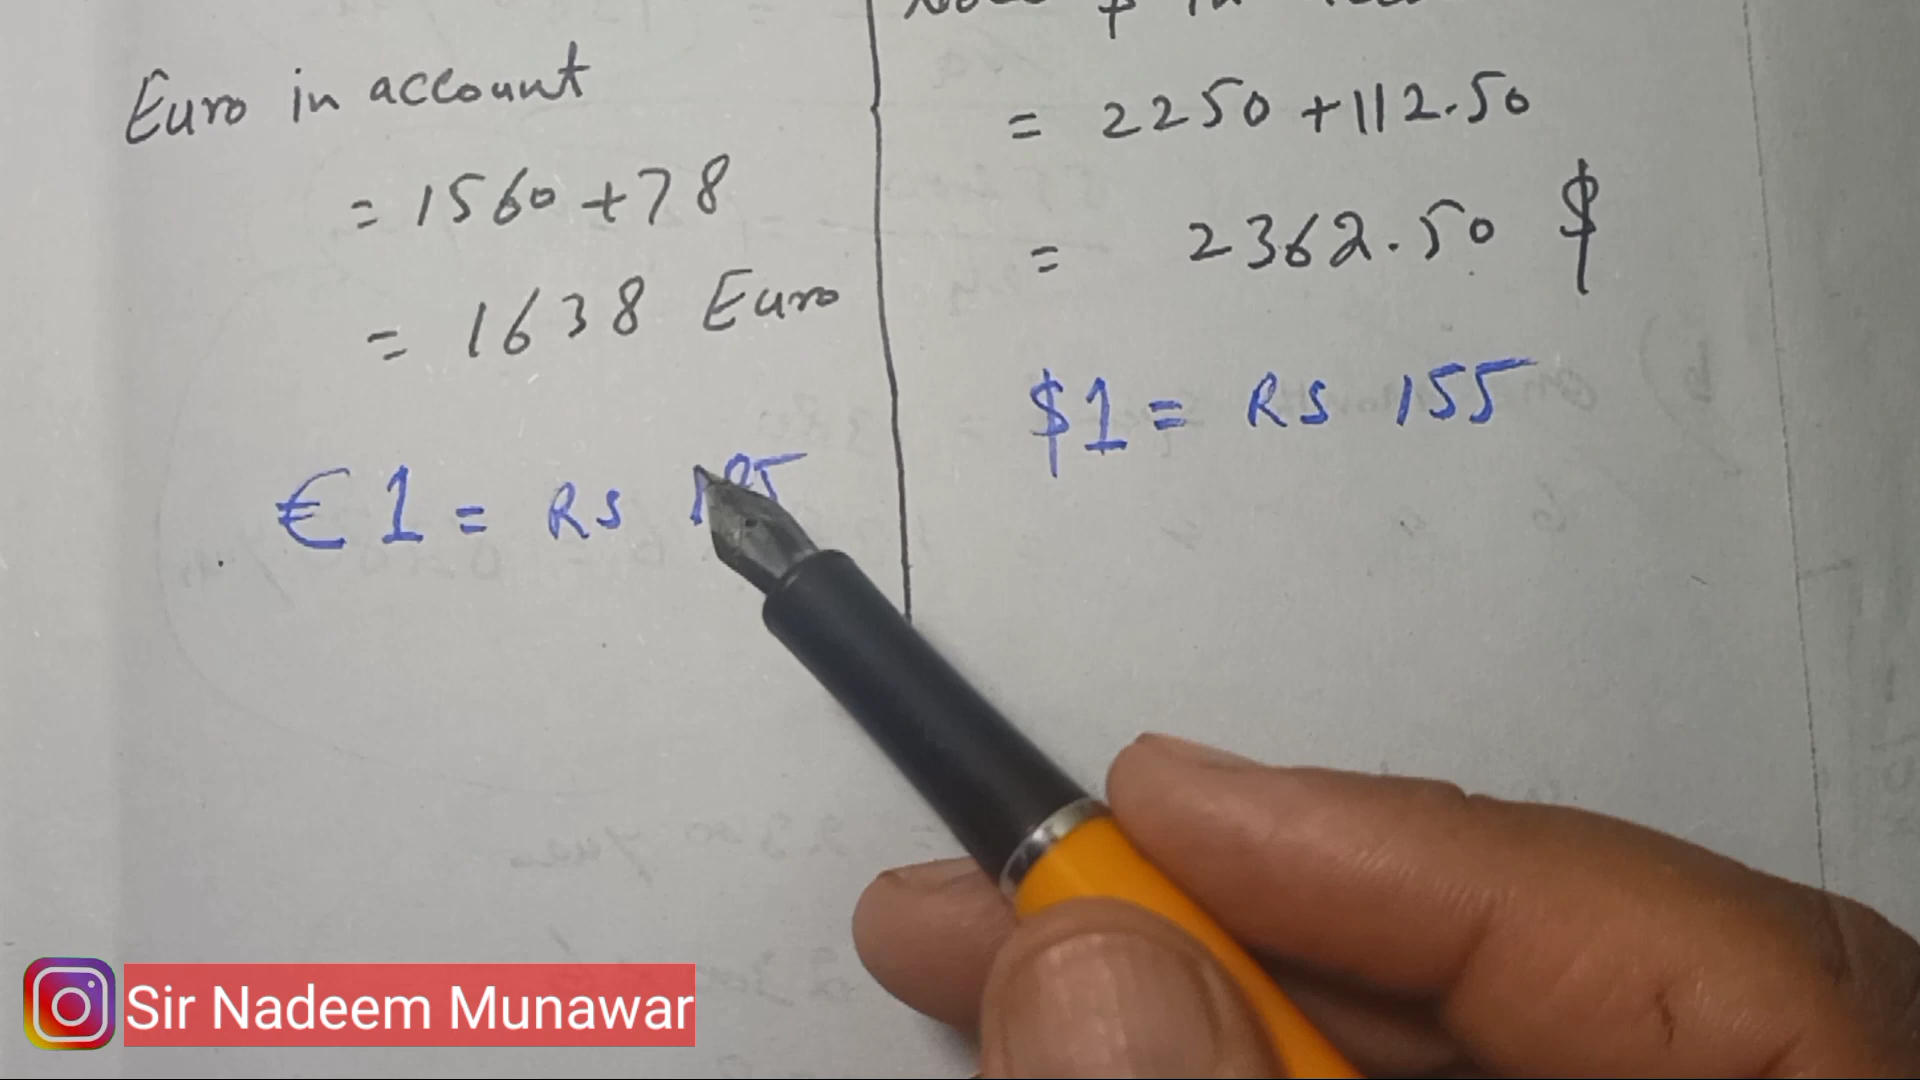 Euro in account
= 1560 + 78
= 1638 Euro
€ 1 = Rs
= 2250 + 112.50
= 2362.50 $
$ 1 = Rs 155
Sir Nadeem Munawar